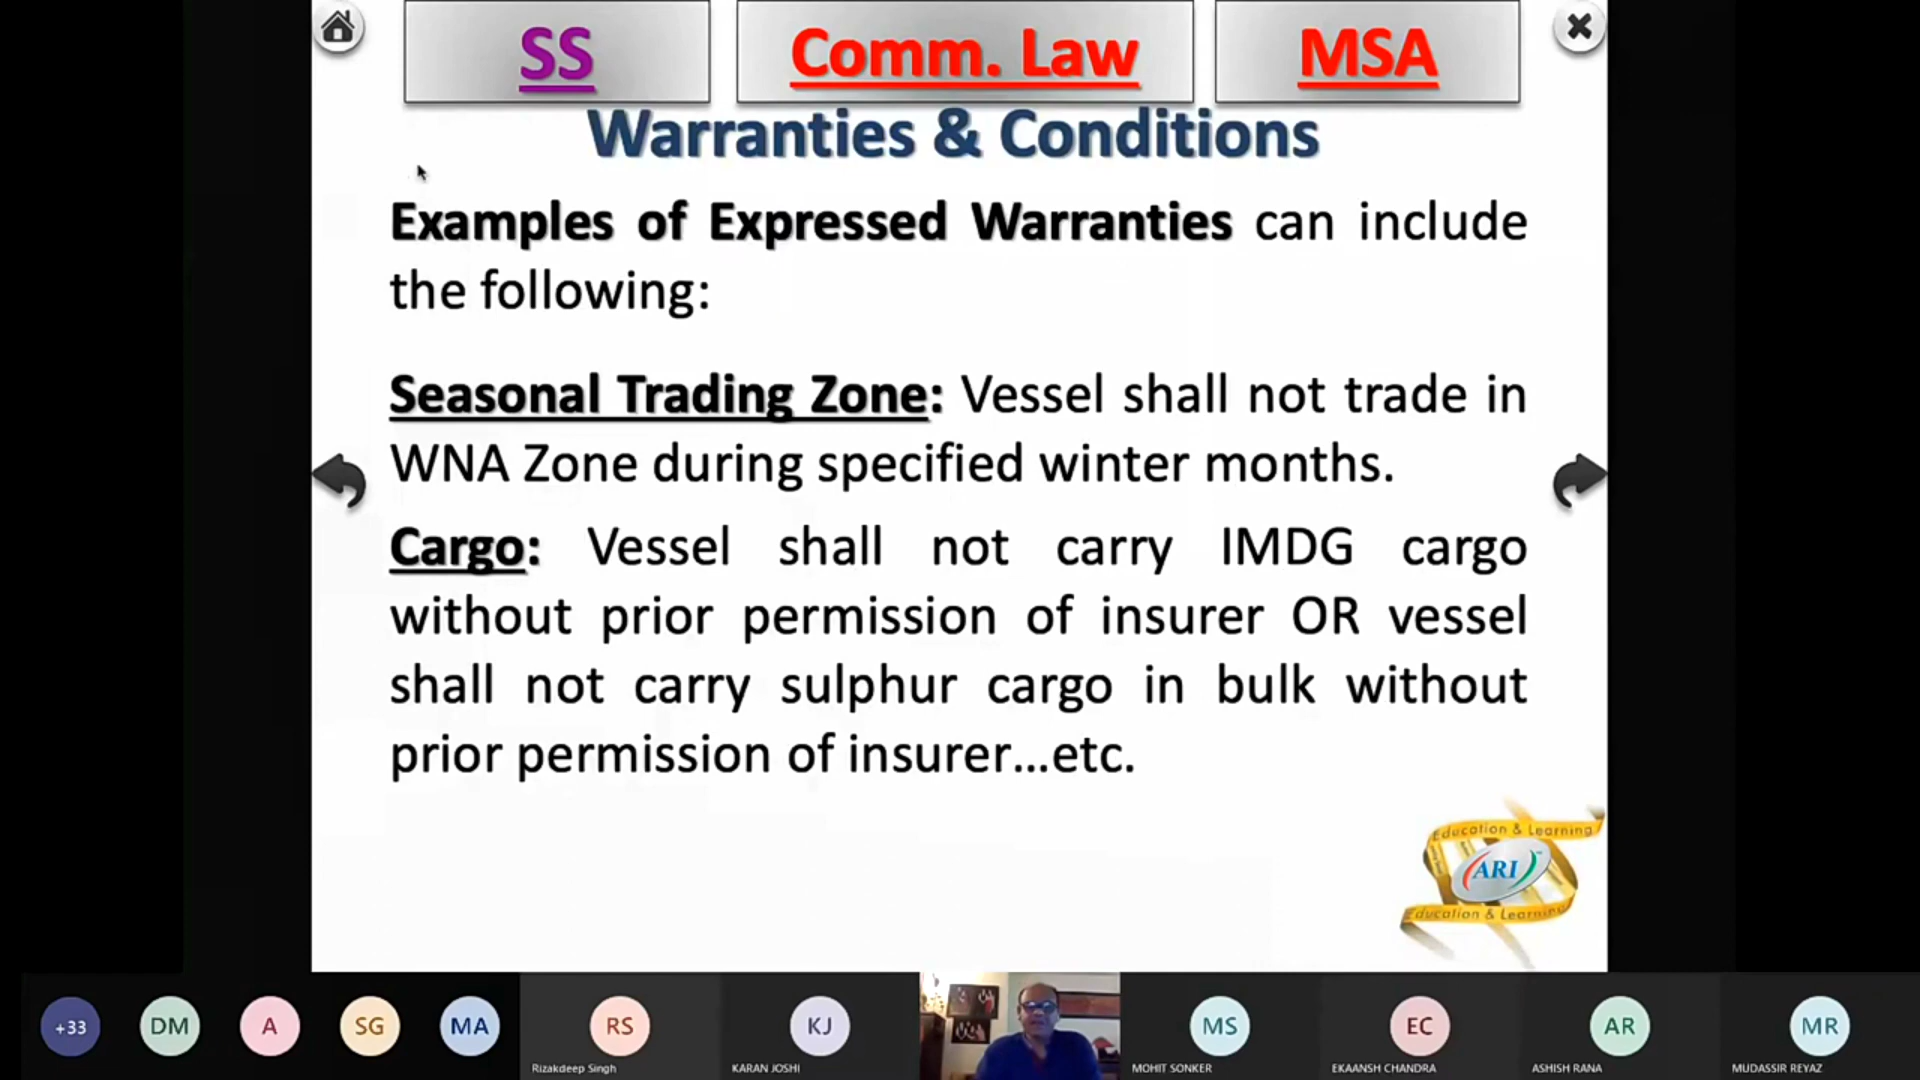 SS
Comm. Law
MSA
Warranties & Conditions
Examples of Expressed Warranties can include
the following:
Seasonal Trading Zone: Vessel shall not trade in
WNA Zone during specified winter months.
Cargo: Vessel shall not carry IMDG cargo
without prior permission of insurer OR vessel
shall not carry sulphur cargo in bulk without
prior permission of insurer...etc.
Education & Learning
ARI
Education & Learning
+33
DM
A
SG
MA
RS
KJ
MS
EC
AR
MR
Rizakdeep Singh
KARAN JOSHI
MOHIT SONKER
EKAANSH CHANDRA
ASHISH RANA
MUDASSIR REYAZ